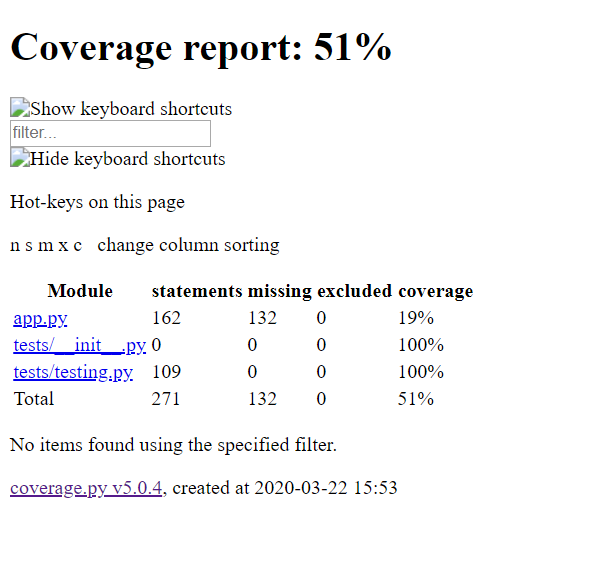 Coverage report: 51%
Show keyboard shortcuts
filter...
Hide keyboard shortcuts
Hot-keys on this page
n s m x c change column sorting
Module statements missing excluded coverage
app.py 162 132 0 19%
tests/__init__.py 0 0 0 100%
tests/testing.py 109 0 0 100%
Total 271 132 0 51%
No items found using the specified filter.
coverage.py v5.0.4, created at 2020-03-22 15:53